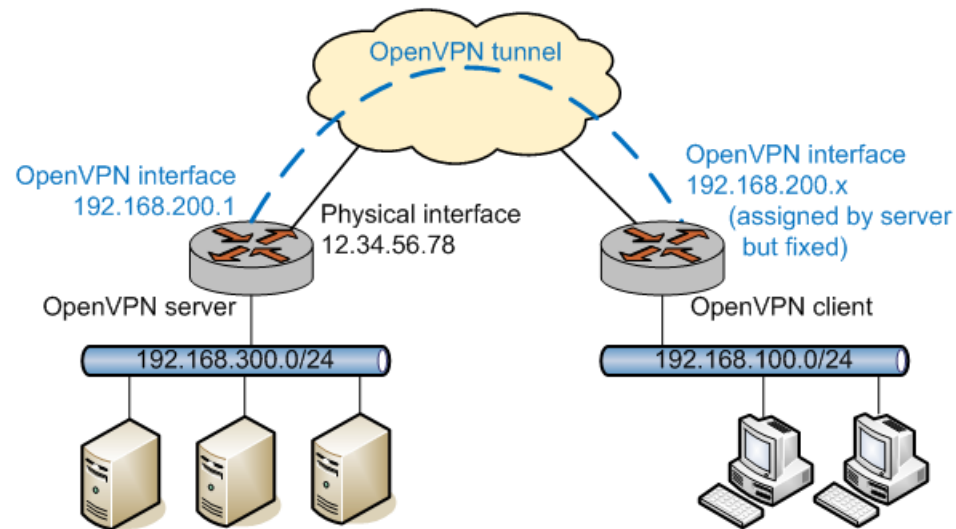 OpenVPN tunnel
OpenVPN interface
192.168.200.1
OpenVPN interface
192.168.200.x
(assigned by server
but fixed)
Physical interface
12.34.56.78
OpenVPN server
OpenVPN client
192.168.300.0/24
192.168.100.0/24